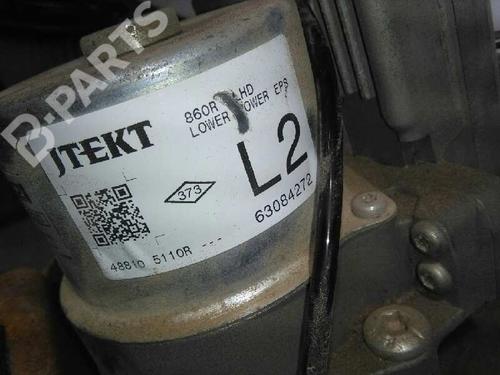 B-PARTS
JTEKT
860R LHD
LOWER POWER EPS
373
L2
63084272
48810 5110R ---